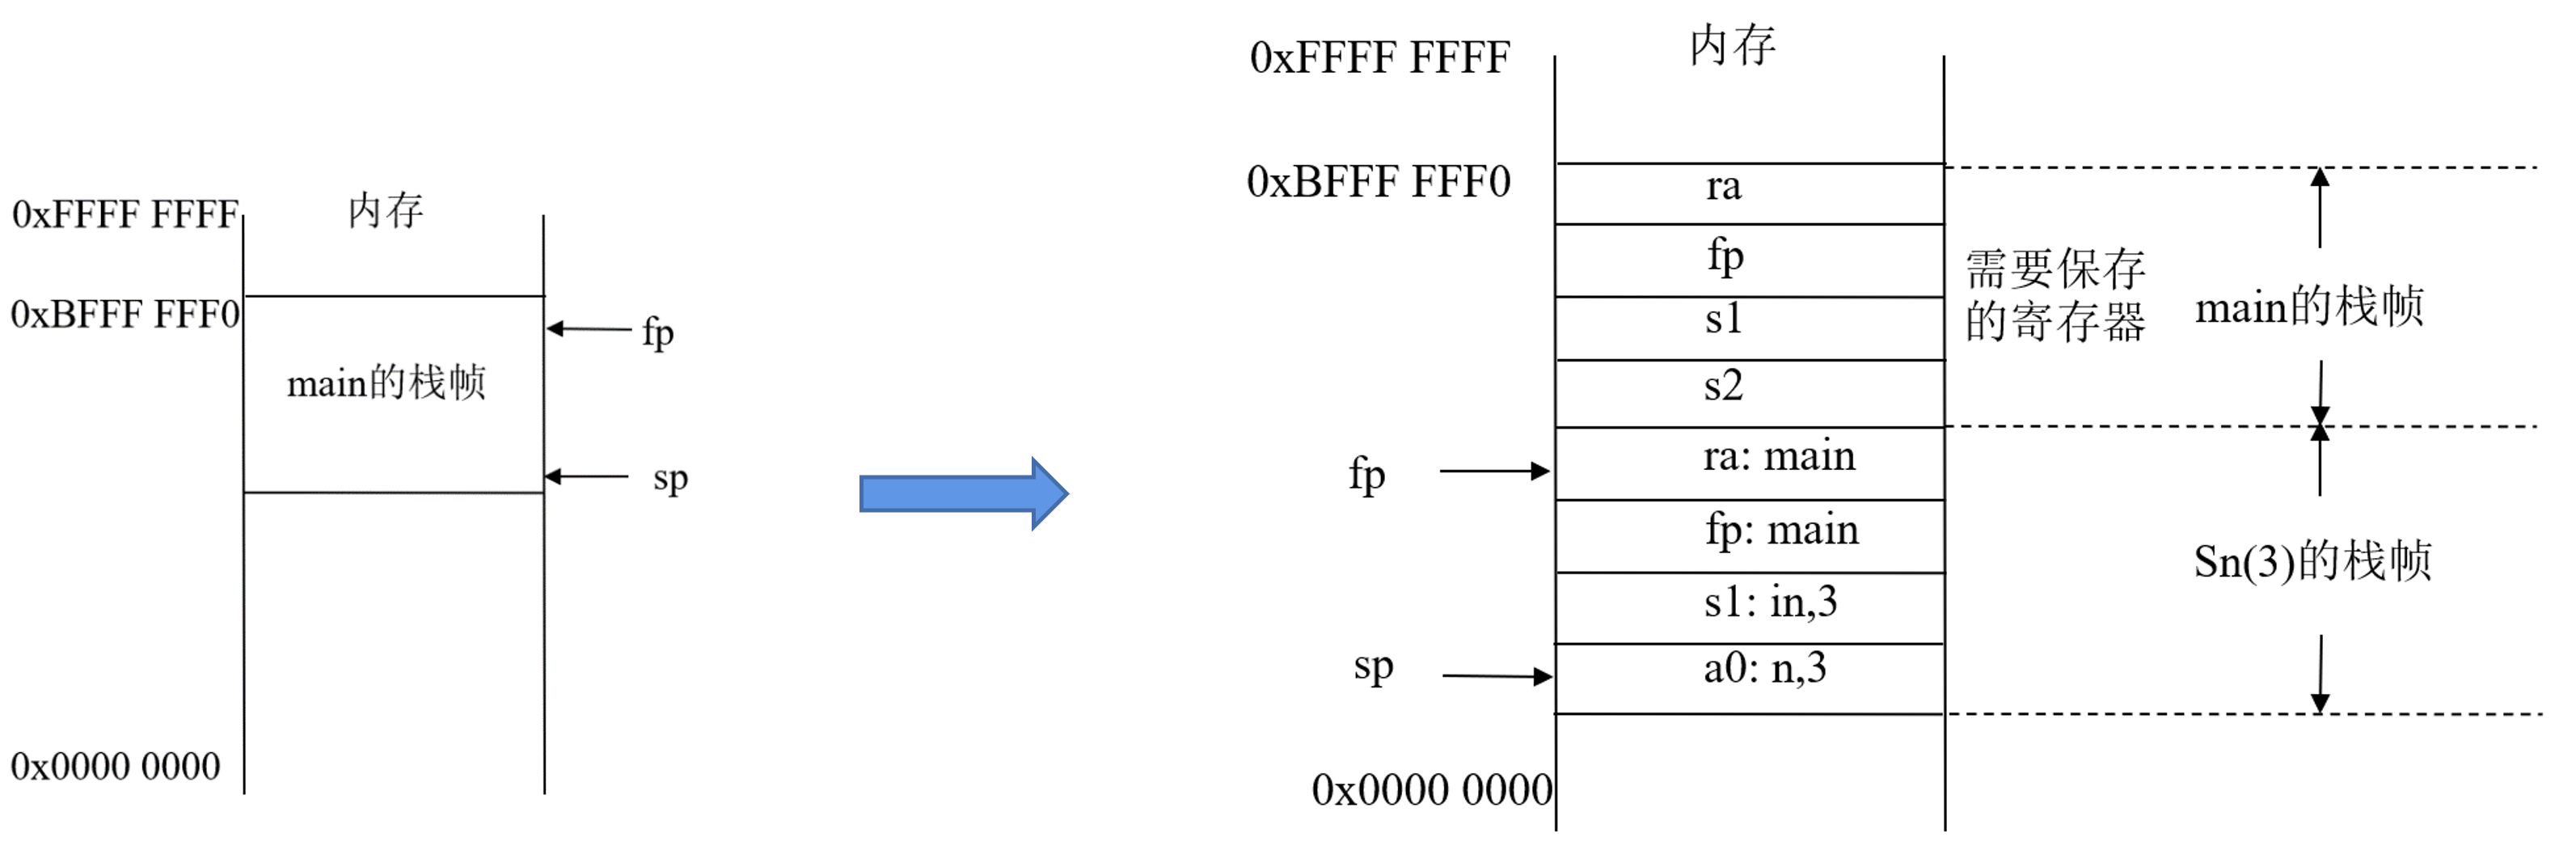 0xFFFF FFFF
内存
0xBFFF FFF0
fp
main的栈帧
sp
0x0000 0000
0xFFFF FFFF
内存
0xBFFF FFF0
ra
fp
s1
s2
需要保存
的寄存器
main的栈帧
fp
ra: main
fp: main
s1: in,3
sp
a0: n,3
Sn(3)的栈帧
0x0000 0000